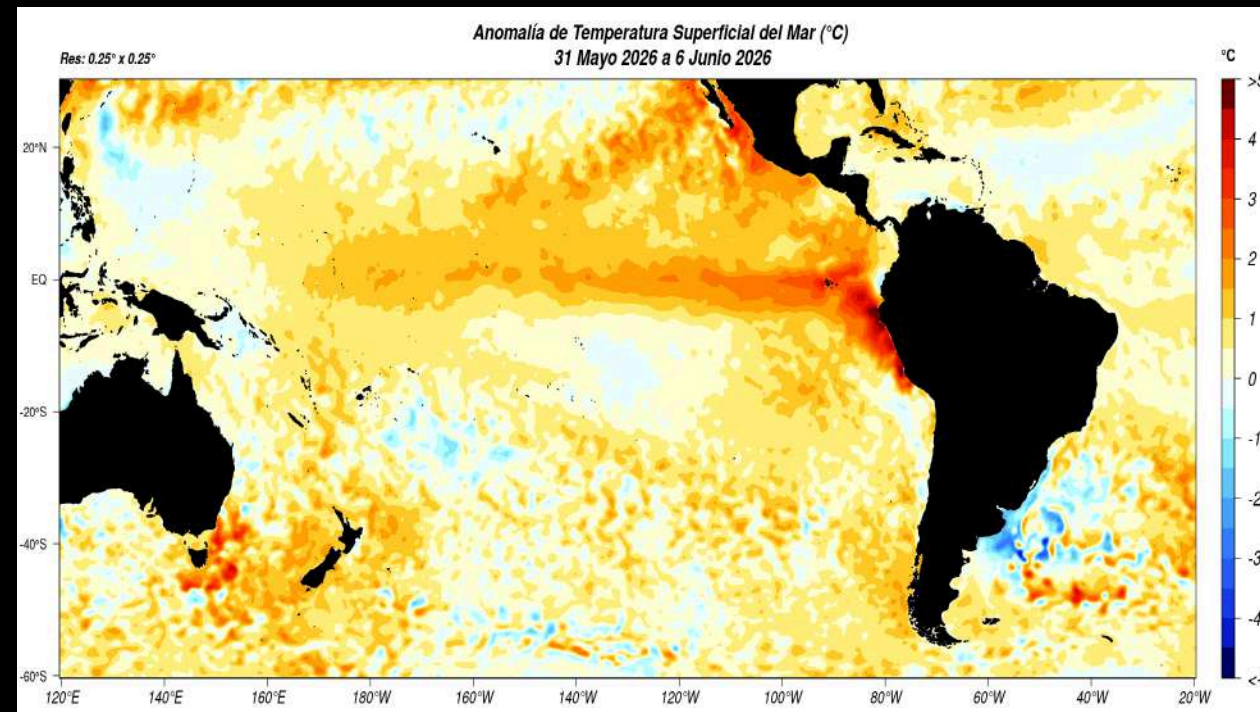 Anomalía de Temperatura Superficial del Mar (°C)
Res: 0.25° x 0.25°
31 Mayo 2026 a 6 Junio 2026
°C
>5
4
3
2
1
0
-1
-2
-3
-4
20°N
EQ
-20°S
-40°S
-60°S
120°E 140°E 160°E 180°W 160°W 140°W 120°W 100°W 80°W 60°W 40°W 20°W